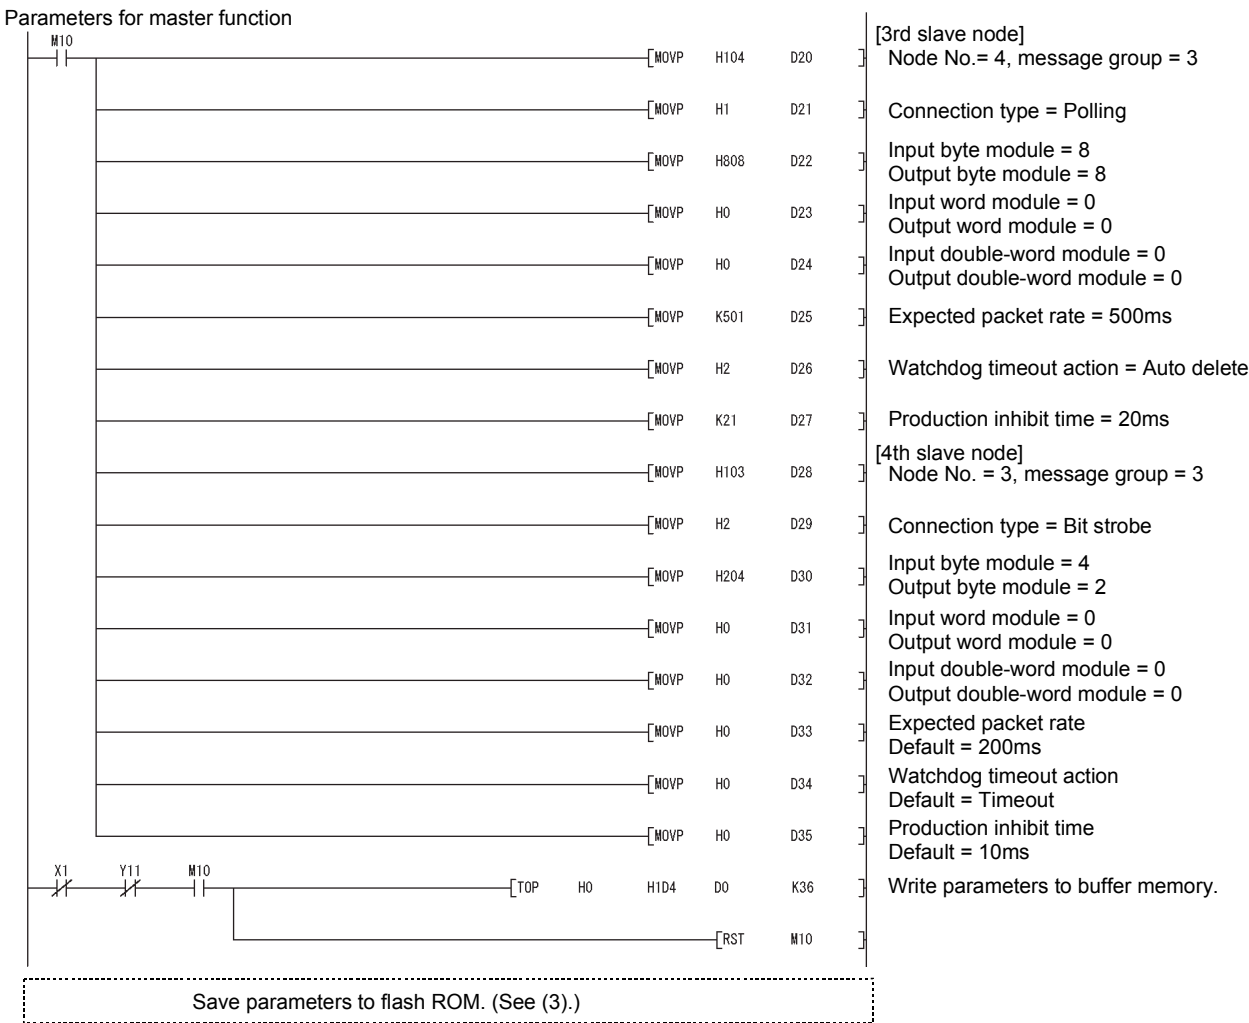 Parameters for master function
M10
[3rd slave node]
MOVP H104 D20 Node No.= 4, message group = 3
MOVP H1 D21 Connection type = Polling
MOVP H808 D22 Input byte module = 8
Output byte module = 8
MOVP H0 D23 Input word module = 0
Output word module = 0
MOVP H0 D24 Input double-word module = 0
Output double-word module = 0
MOVP K501 D25 Expected packet rate = 500ms
MOVP H2 D26 Watchdog timeout action = Auto delete
MOVP K21 D27 Production inhibit time = 20ms
[4th slave node]
MOVP H103 D28 Node No. = 3, message group = 3
MOVP H2 D29 Connection type = Bit strobe
MOVP H204 D30 Input byte module = 4
Output byte module = 2
MOVP H0 D31 Input word module = 0
Output word module = 0
MOVP H0 D32 Input double-word module = 0
Output double-word module = 0
MOVP H0 D33 Expected packet rate
Default = 200ms
MOVP H0 D34 Watchdog timeout action
Default = Timeout
MOVP H0 D35 Production inhibit time
Default = 10ms
X1 Y11 M10
TOP H0 H1D4 D0 K36 Write parameters to buffer memory.
RST M10
Save parameters to flash ROM. (See (3).)